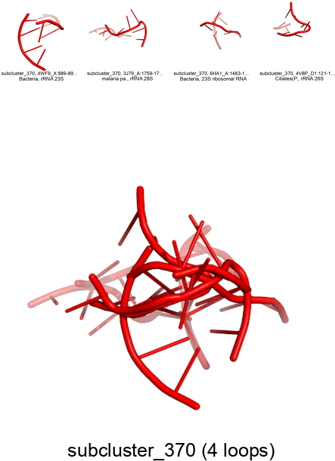 subcluster_370, 4WF9_X:889-89...
Bacteria, rRNA 23S
subcluster_370, 3J79_A:1759-17...
malaria pa., rRNA 28S
subcluster_370, 6HA1_A:1483-1...
Bacteria, 23S ribosomal RNA
subcluster_370, 4V8P_D1:121-1...
Ciliates(P., rRNA 26S
subcluster_370 (4 loops)